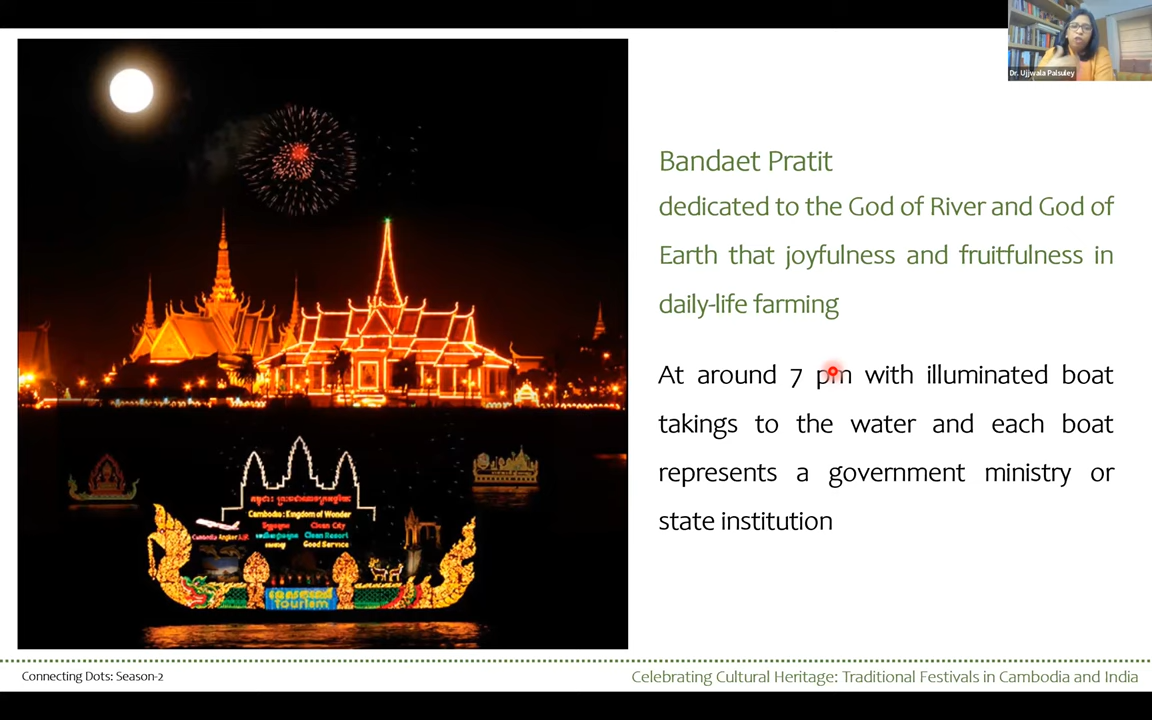 Dr. Ujjwala Palsuley
Bandaet Pratit
dedicated to the God of River and God of
Earth that joyfulness and fruitfulness in
daily-life farming
At around 7 pm with illuminated boat
takings to the water and each boat
represents a government ministry or
state institution
Cambodia : Kingdom of Wonder
Clean City
Cambodia Angkor Air
Clean Resort
Good Service
Tourism
Connecting Dots: Season-2
Celebrating Cultural Heritage: Traditional Festivals in Cambodia and India